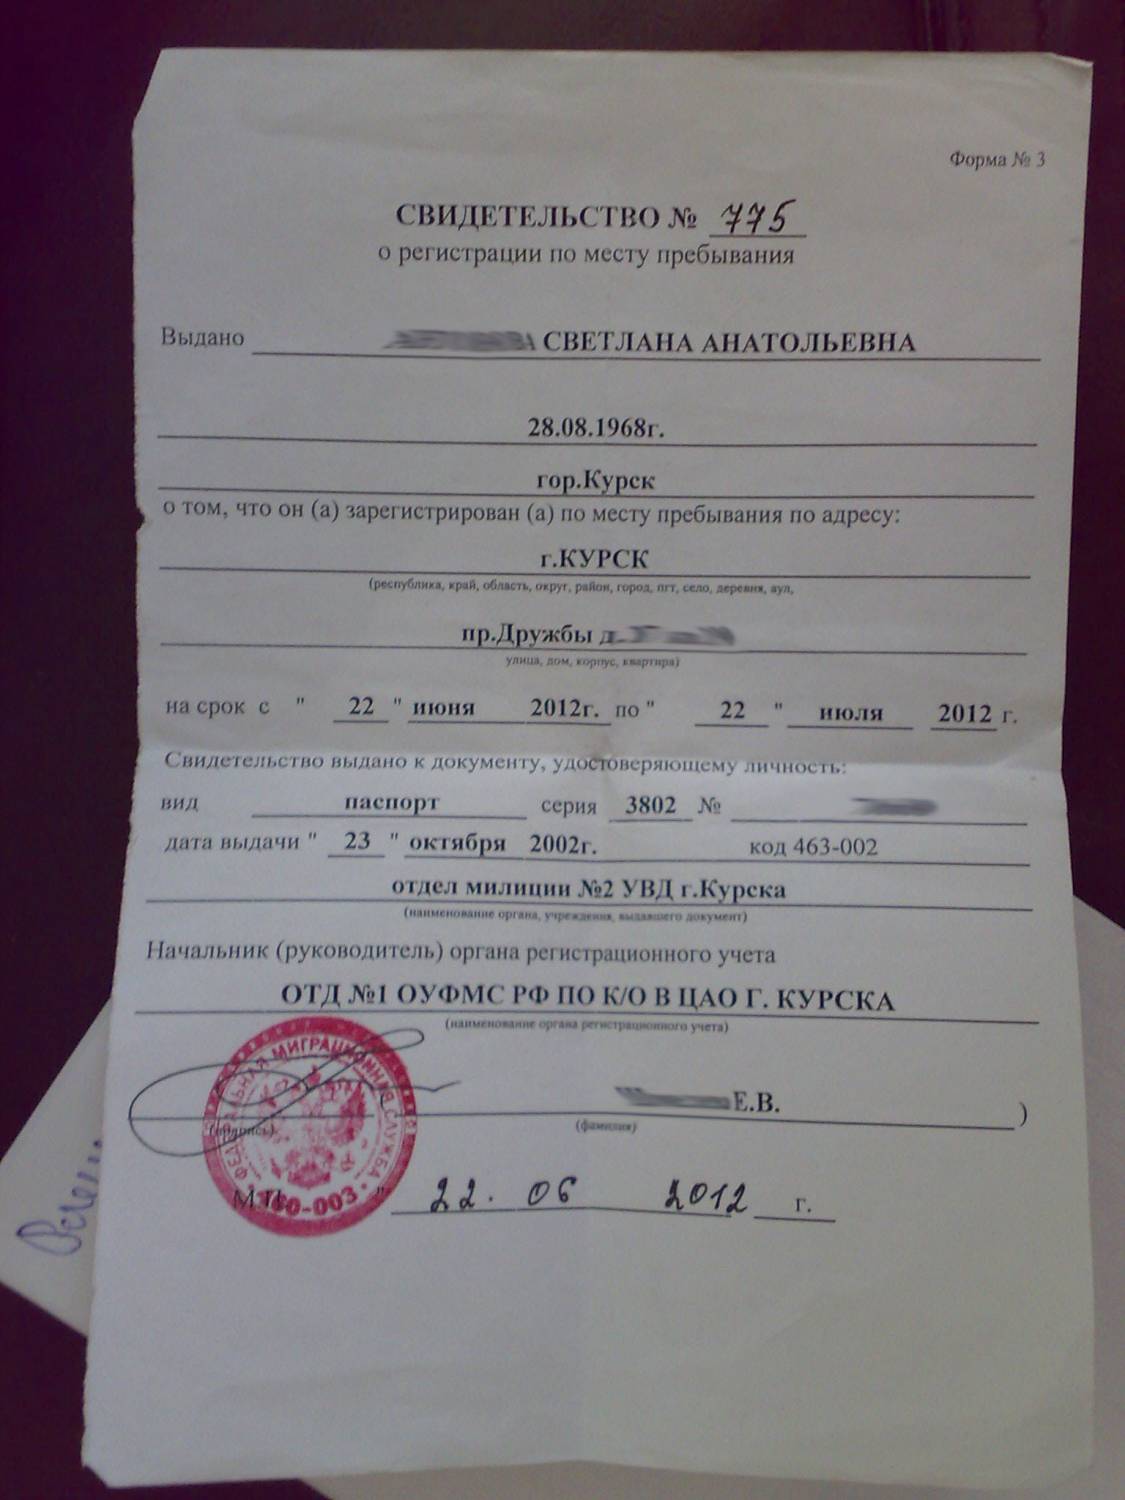 Форма № 3
СВИДЕТЕЛЬСТВО № 775
о регистрации по месту пребывания
Выдано СВЕТЛАНА АНАТОЛЬЕВНА
28.08.1968г.
гор.Курск
о том, что он (а) зарегистрирован (а) по месту пребывания по адресу:
г.КУРСК
(республика, край, область, округ, район, город, пгт, село, деревня, аул,
пр.Дружбы д.
улица, дом, корпус, квартира)
на срок с " 22 " июня 2012г. по " 22 " июля 2012 г.
Свидетельство выдано к документу, удостоверяющему личность:
вид паспорт серия 3802 №
дата выдачи " 23 " октября 2002г. код 463-002
отдел милиции №2 УВД г.Курска
(наименование органа, учреждения, выдавшего документ)
Начальник (руководитель) органа регистрационного учета
ОТД №1 ОУФМС РФ ПО К/О В ЦАО Г. КУРСКА
(наименование органа регистрационного учета)
ФЕДЕРАЛЬНАЯ МИГРАЦИОННАЯ СЛУЖБА
( Е.В. )
(подпись) (фамилия)
М.П. " 22. 06 2012 г.
60-003